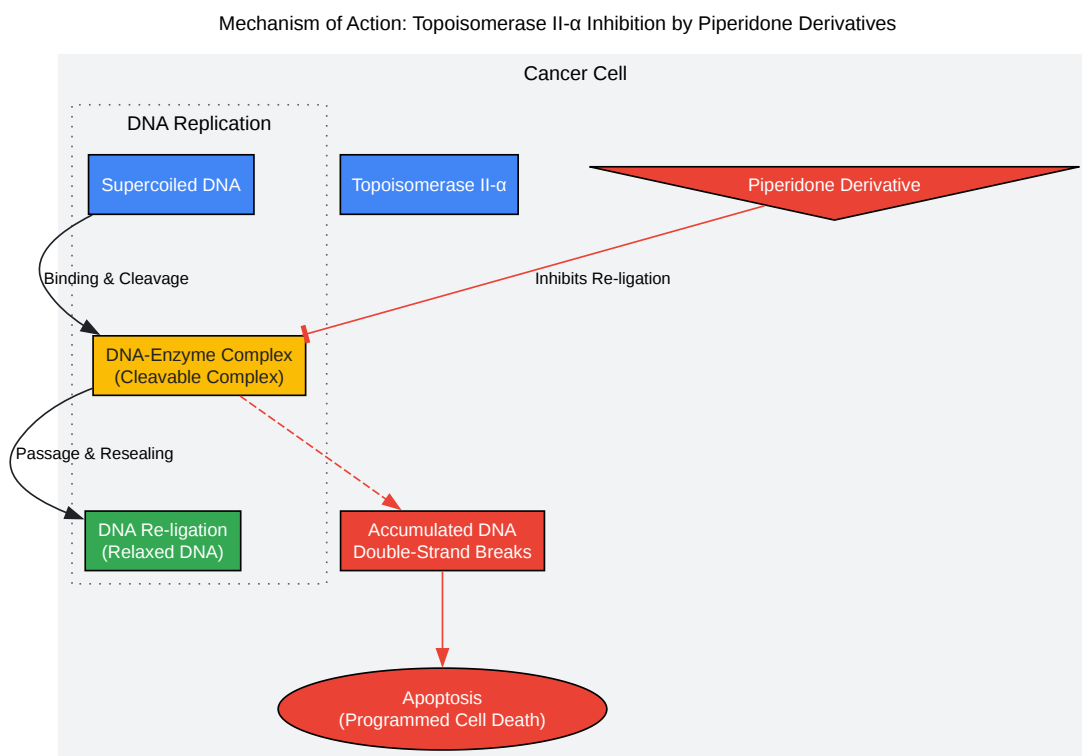 Mechanism of Action: Topoisomerase II-α Inhibition by Piperidone Derivatives
Cancer Cell
DNA Replication
Supercoiled DNA
Topoisomerase II-α
Piperidone Derivative
Binding & Cleavage
Inhibits Re-ligation
DNA-Enzyme Complex
(Cleavable Complex)
Passage & Resealing
DNA Re-ligation
(Relaxed DNA)
Accumulated DNA
Double-Strand Breaks
Apoptosis
(Programmed Cell Death)